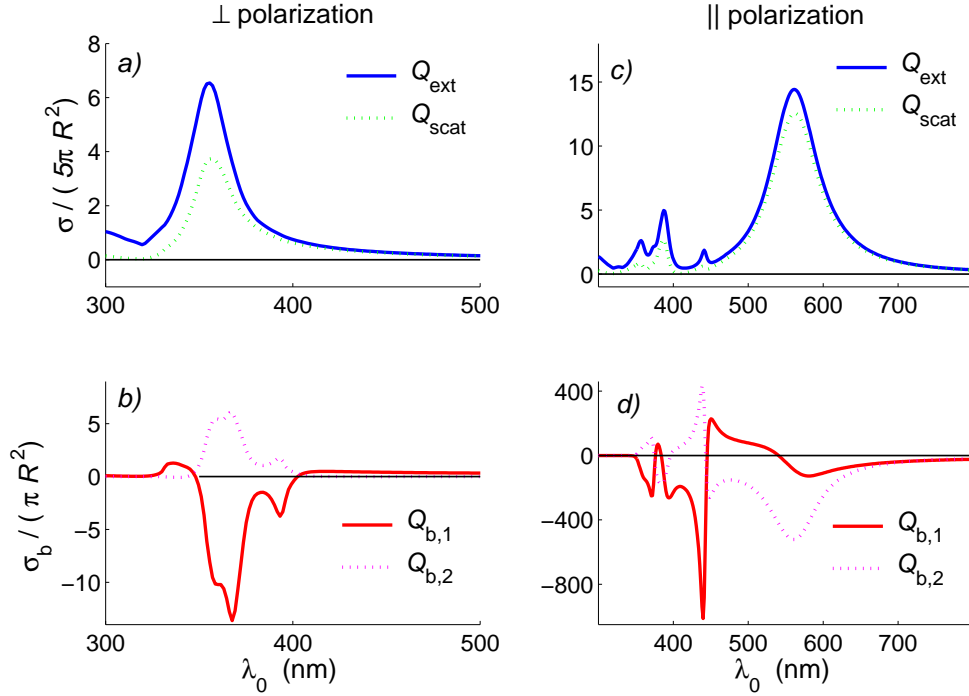 ⊥ polarization
|| polarization
a)
Q_ext
Q_scat
σ / ( 5π R²)
8
6
4
2
0
300
400
500
c)
Q_ext
Q_scat
15
10
5
0
400
500
600
700
b)
Q_b,1
Q_b,2
σ_b / ( π R²)
5
0
−5
−10
300
400
500
λ_0 (nm)
d)
Q_b,1
Q_b,2
400
0
−400
−800
400
500
600
700
λ_0 (nm)